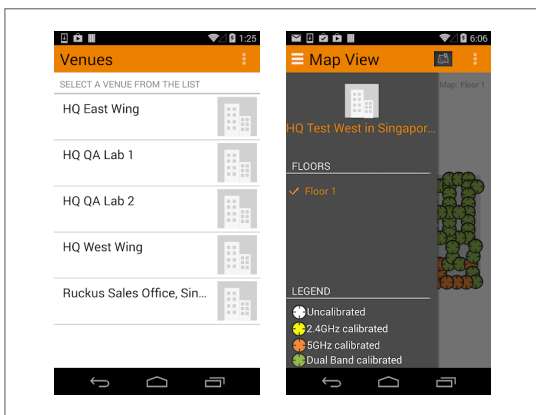 1:25
Venues
SELECT A VENUE FROM THE LIST
HQ East Wing
HQ QA Lab 1
HQ QA Lab 2
HQ West Wing
Ruckus Sales Office, Sin...
6:06
Map View
Map: Floor 1
HQ Test West in Singapor...
FLOORS
Floor 1
LEGEND
Uncalibrated
2.4GHz calibrated
5GHz calibrated
Dual Band calibrated